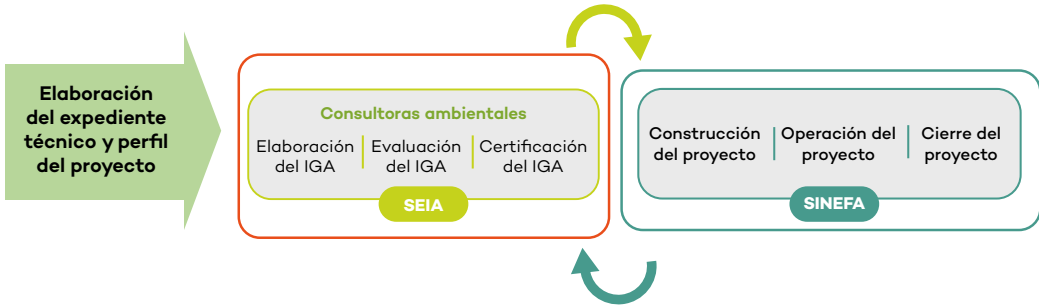 Elaboración
del expediente
técnico y perfil
del proyecto
Consultoras ambientales
Elaboración
del IGA
Evaluación
del IGA
Certificación
del IGA
SEIA
Construcción
del proyecto
Operación del
proyecto
Cierre del
proyecto
SINEFA